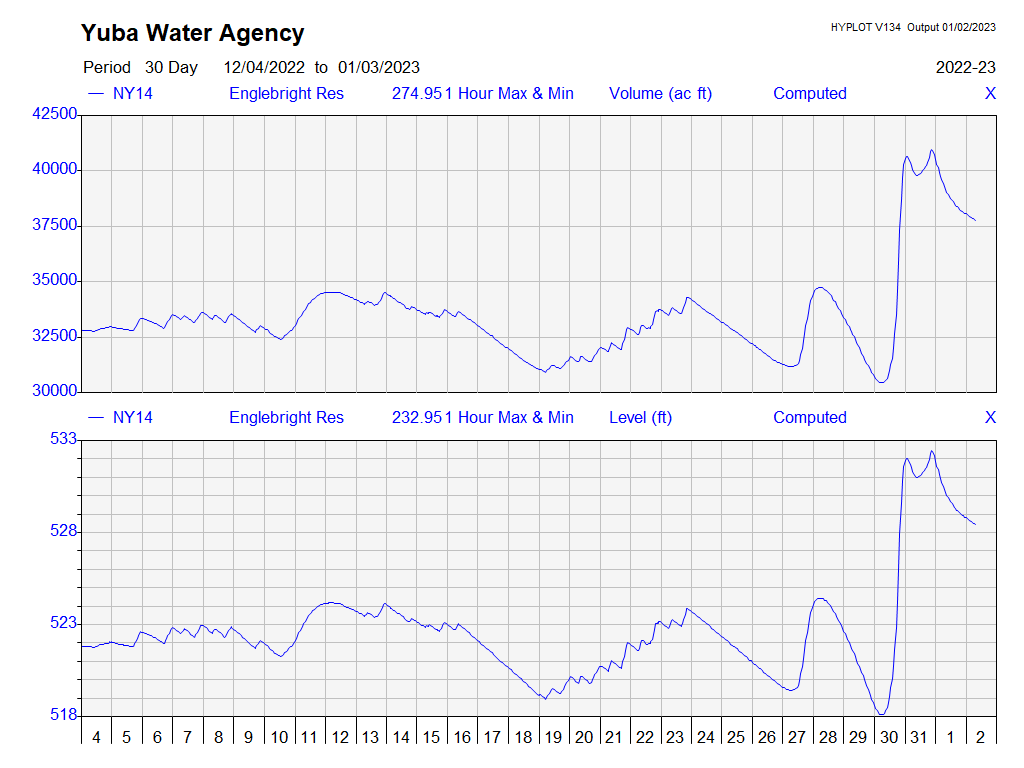 Yuba Water Agency
HYPLOT V134 Output 01/02/2023
Period 30 Day 12/04/2022 to 01/03/2023 2022-23
NY14 Englebright Res 274.951 Hour Max & Min Volume (ac ft) Computed X
42500
40000
37500
35000
32500
30000
NY14 Englebright Res 232.951 Hour Max & Min Level (ft) Computed X
533
528
523
518
4 5 6 7 8 9 10 11 12 13 14 15 16 17 18 19 20 21 22 23 24 25 26 27 28 29 30 31 1 2